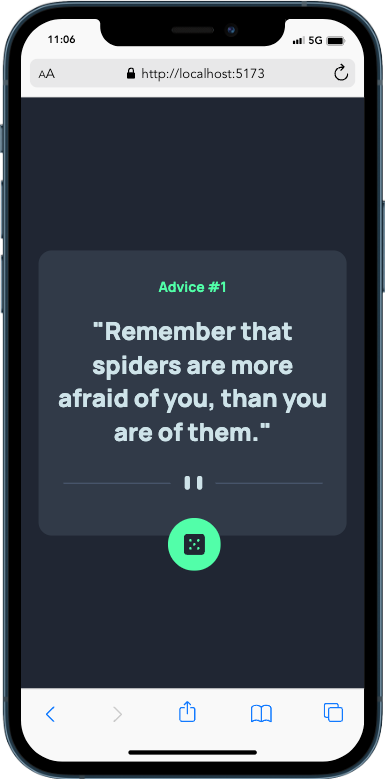 11:06
5G
AA
http://localhost:5173
Advice #1
"Remember that
spiders are more
afraid of you, than you
are of them."